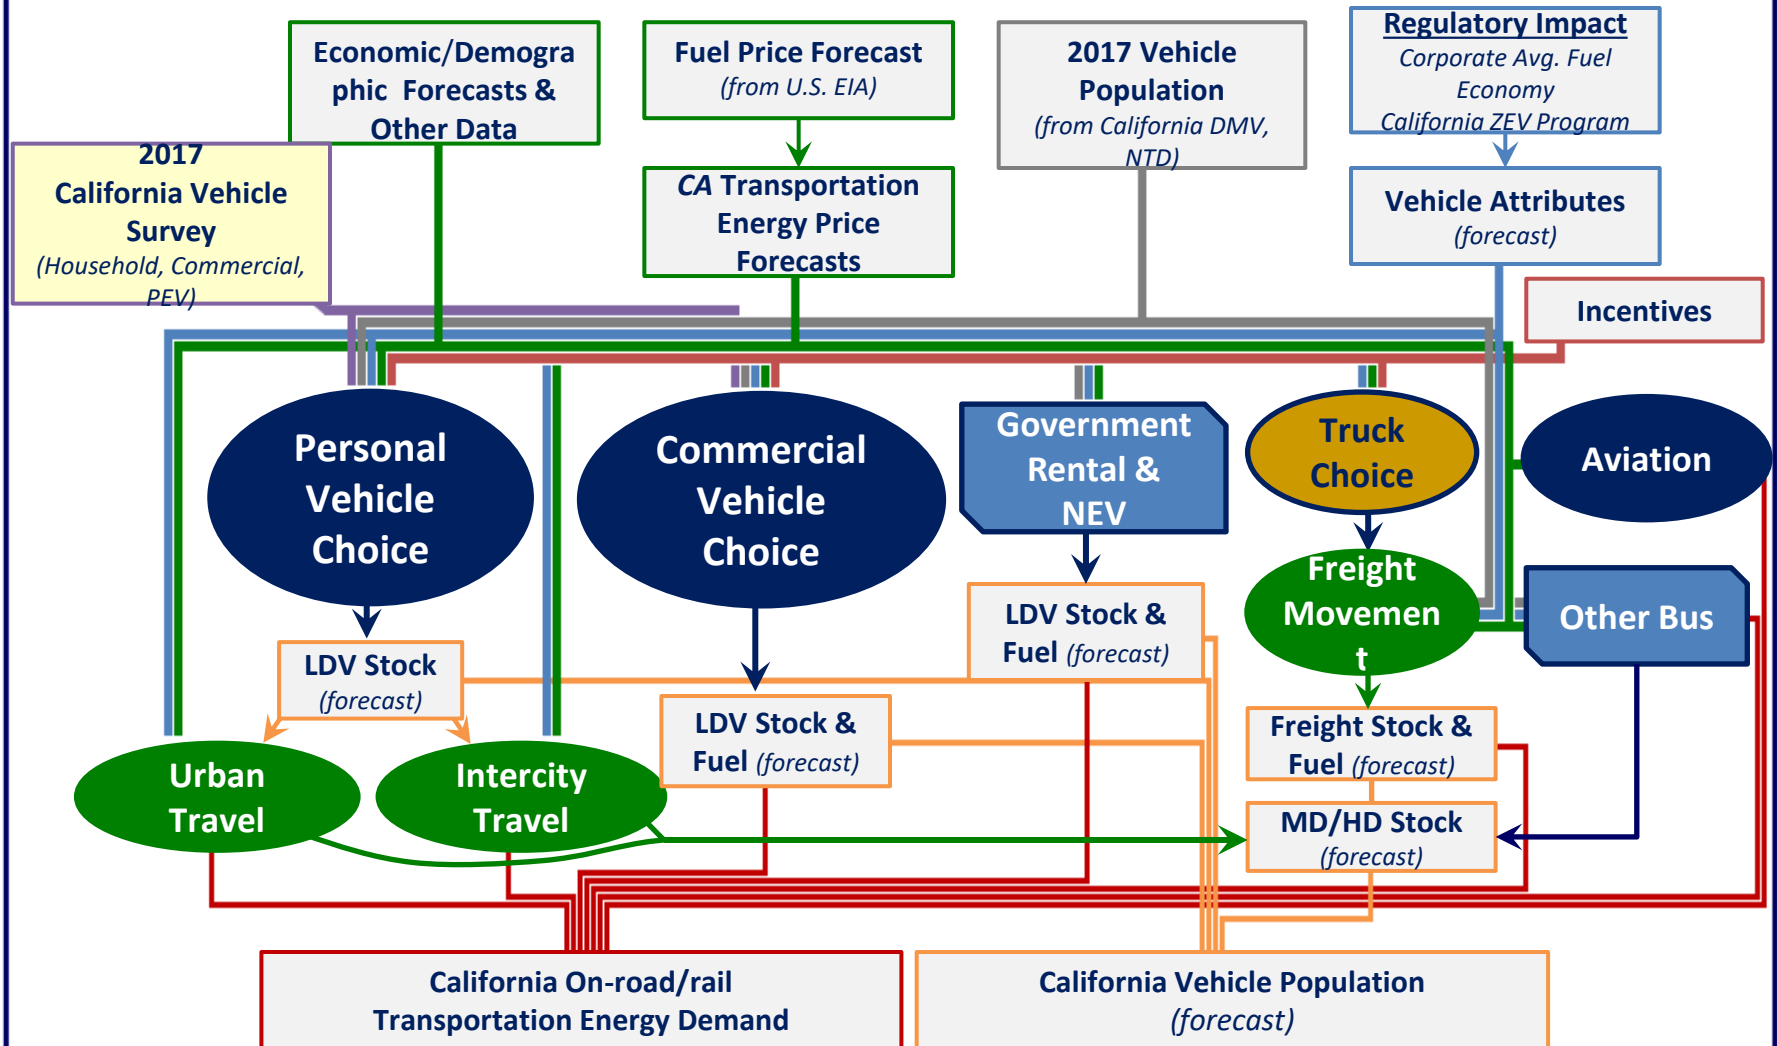 Economic/Demogra
phic Forecasts &
Other Data
Fuel Price Forecast
(from U.S. EIA)
2017 Vehicle
Population
(from California DMV,
NTD)
Regulatory Impact
Corporate Avg. Fuel
Economy
California ZEV Program
2017
California Vehicle
Survey
(Household, Commercial,
PEV)
CA Transportation
Energy Price
Forecasts
Vehicle Attributes
(forecast)
Incentives
Personal
Vehicle
Choice
Commercial
Vehicle
Choice
Government
Rental &
NEV
Truck
Choice
Aviation
Freight
Movemen
t
Other Bus
LDV Stock
(forecast)
LDV Stock &
Fuel (forecast)
LDV Stock &
Fuel (forecast)
Freight Stock &
Fuel (forecast)
Urban
Travel
Intercity
Travel
MD/HD Stock
(forecast)
California On-road/rail
Transportation Energy Demand
California Vehicle Population
(forecast)